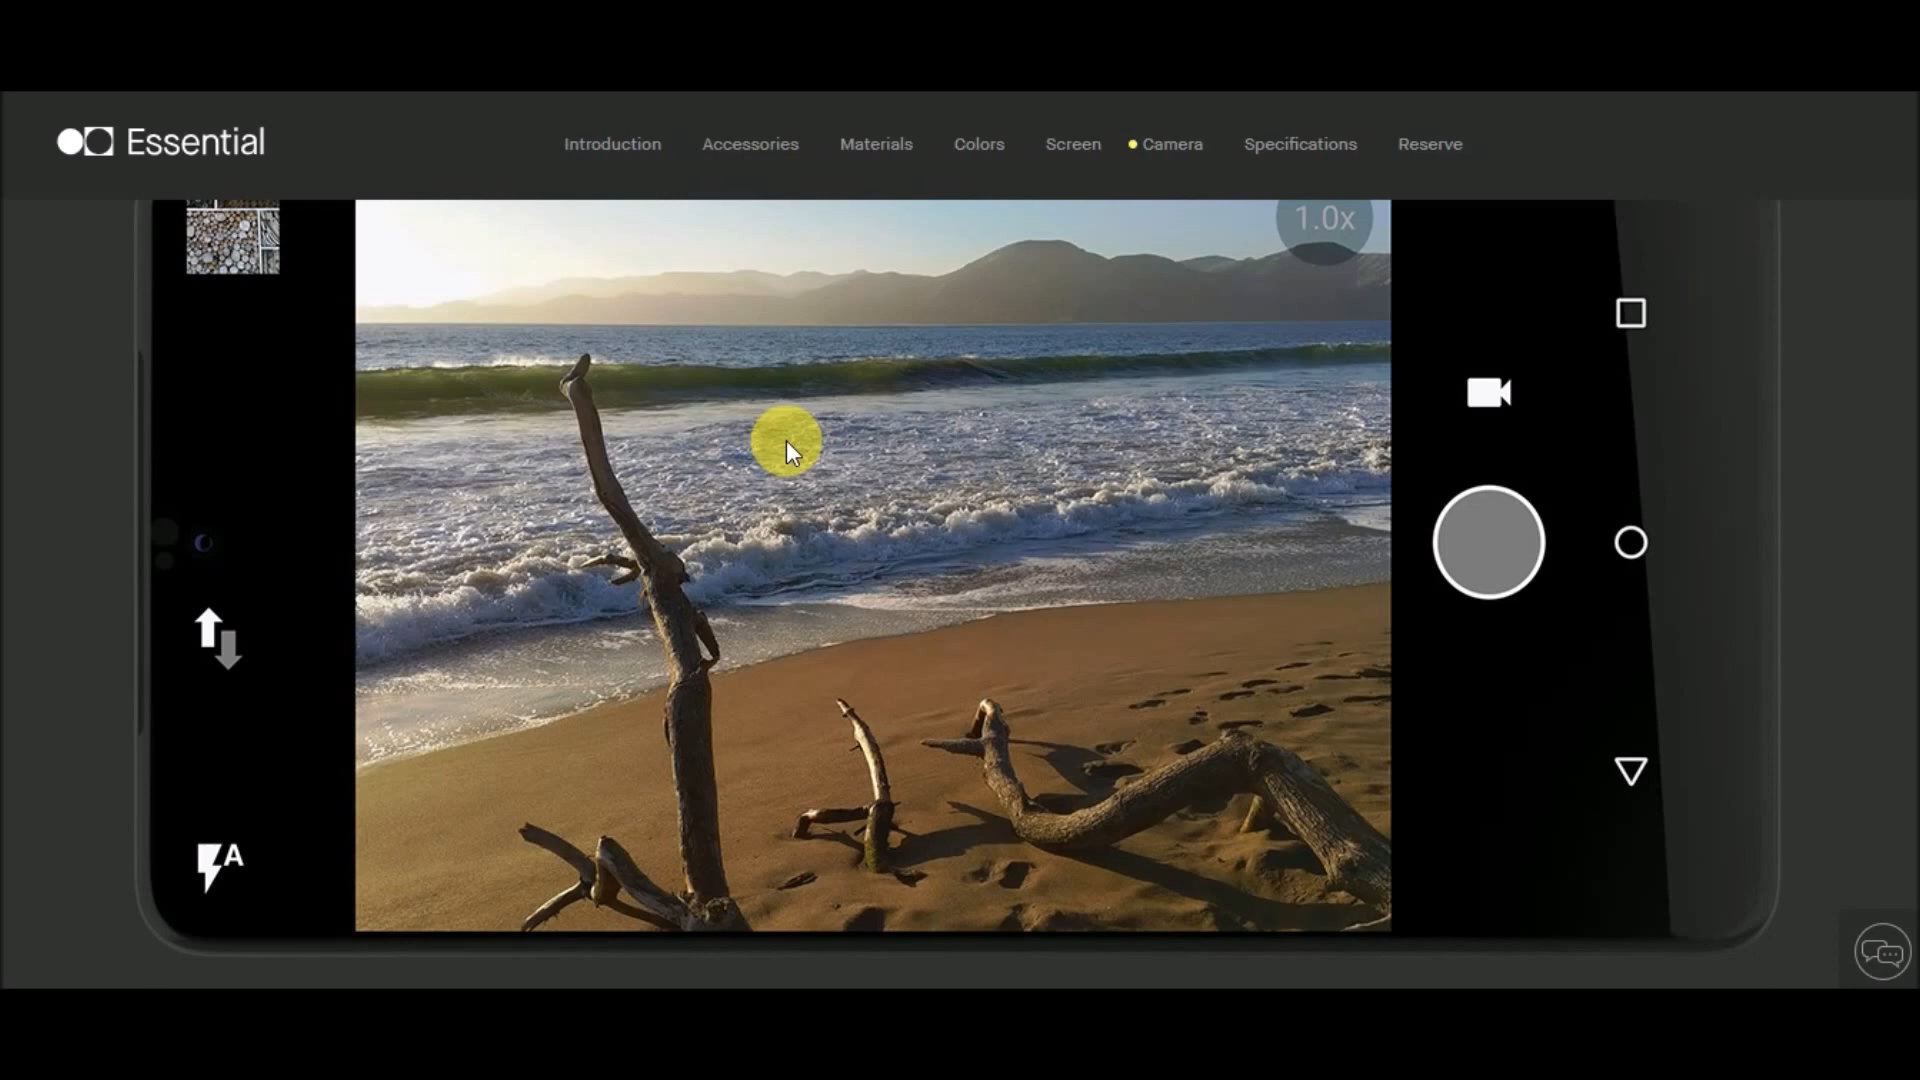 Essential
Introduction Accessories Materials Colors Screen Camera Specifications Reserve
1.0x
A